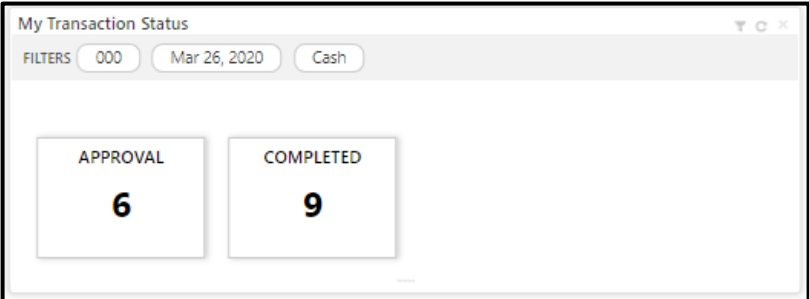 My Transaction Status
FILTERS 000 Mar 26, 2020 Cash
APPROVAL COMPLETED
6 9